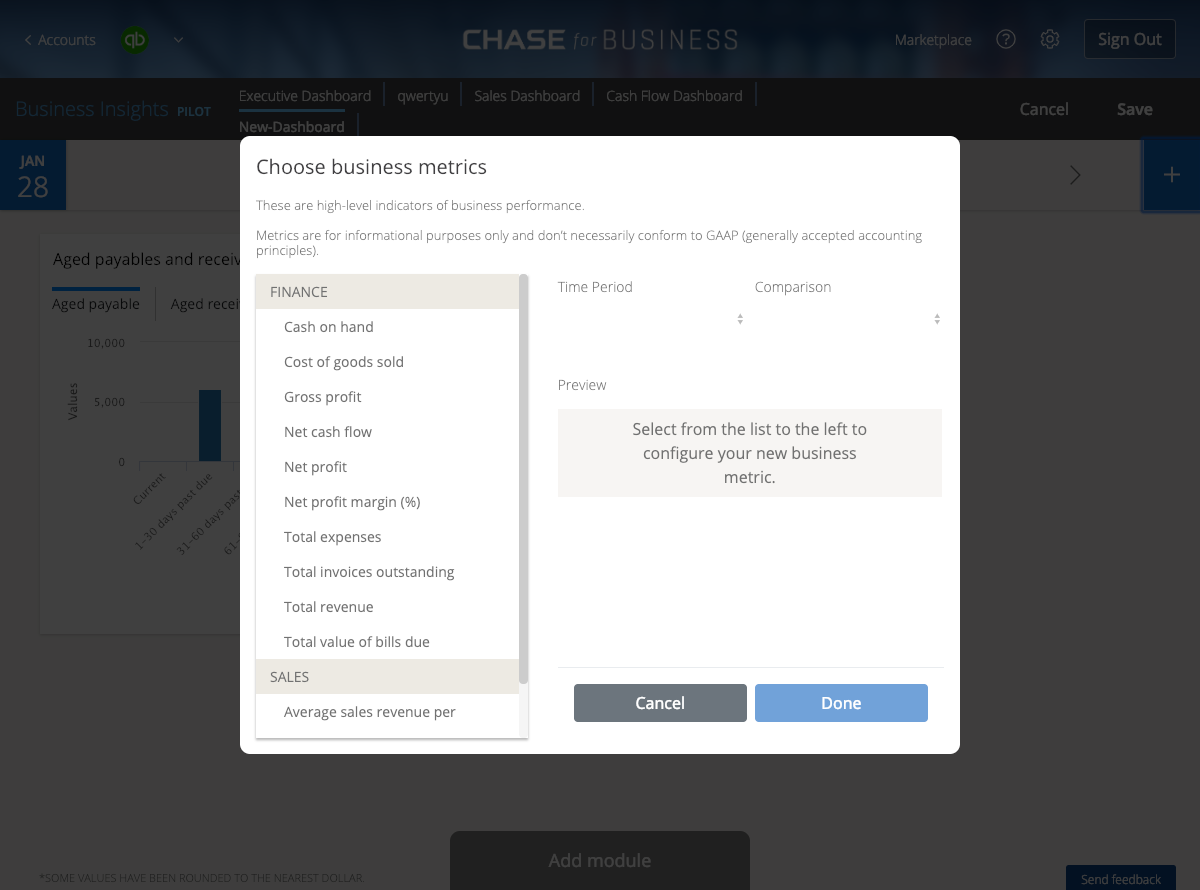 Accounts
qb
CHASE for BUSINESS
Marketplace
?
Sign Out
Business Insights PILOT
Executive Dashboard
qwertyu
Sales Dashboard
Cash Flow Dashboard
New-Dashboard
Cancel
Save
JAN
28
+
Choose business metrics
These are high-level indicators of business performance.
Metrics are for informational purposes only and don't necessarily conform to GAAP (generally accepted accounting
principles).
FINANCE
Cash on hand
Cost of goods sold
Gross profit
Net cash flow
Net profit
Net profit margin (%)
Total expenses
Total invoices outstanding
Total revenue
Total value of bills due
SALES
Average sales revenue per
Time Period
Comparison
Preview
Select from the list to the left to
configure your new business
metric.
Cancel
Done
Aged payables and receiv
Aged payable
Aged recei
Values
10,000
5,000
0
Current
1-30 days past due
31-60 days past
61-
Add module
*SOME VALUES HAVE BEEN ROUNDED TO THE NEAREST DOLLAR.
Send feedback